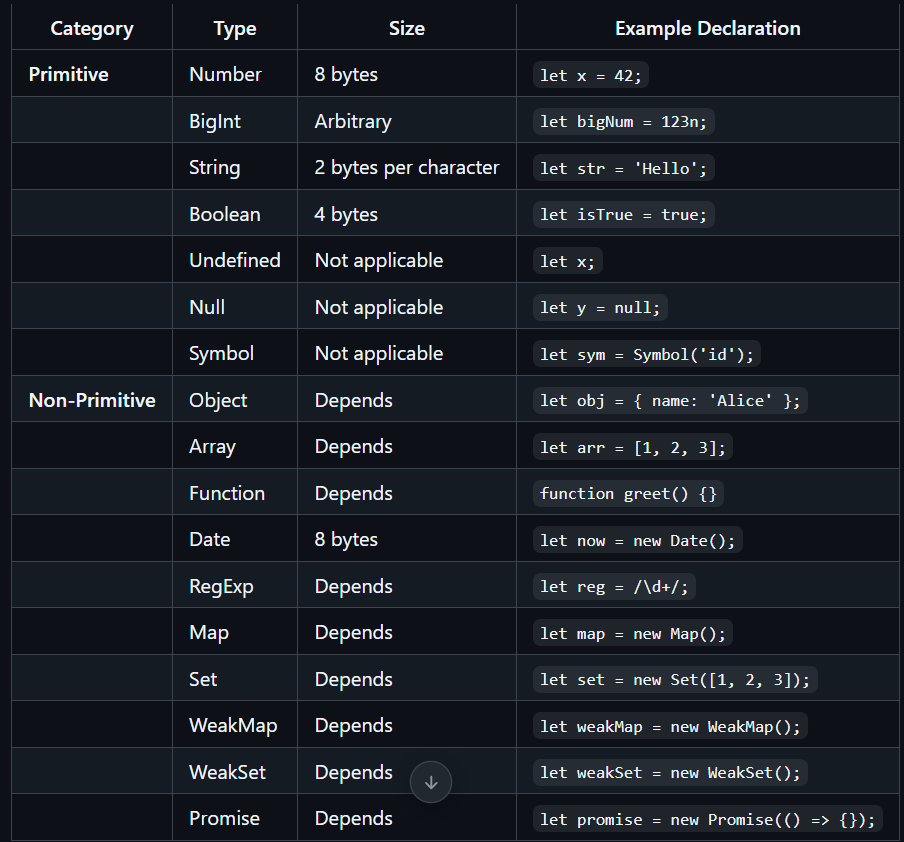 Category Type Size Example Declaration
Primitive Number 8 bytes let x = 42;
BigInt Arbitrary let bigNum = 123n;
String 2 bytes per character let str = 'Hello';
Boolean 4 bytes let isTrue = true;
Undefined Not applicable let x;
Null Not applicable let y = null;
Symbol Not applicable let sym = Symbol('id');
Non-Primitive Object Depends let obj = { name: 'Alice' };
Array Depends let arr = [1, 2, 3];
Function Depends function greet() {}
Date 8 bytes let now = new Date();
RegExp Depends let reg = /\d+/;
Map Depends let map = new Map();
Set Depends let set = new Set([1, 2, 3]);
WeakMap Depends let weakMap = new WeakMap();
WeakSet Depends let weakSet = new WeakSet();
Promise Depends let promise = new Promise(() => {});